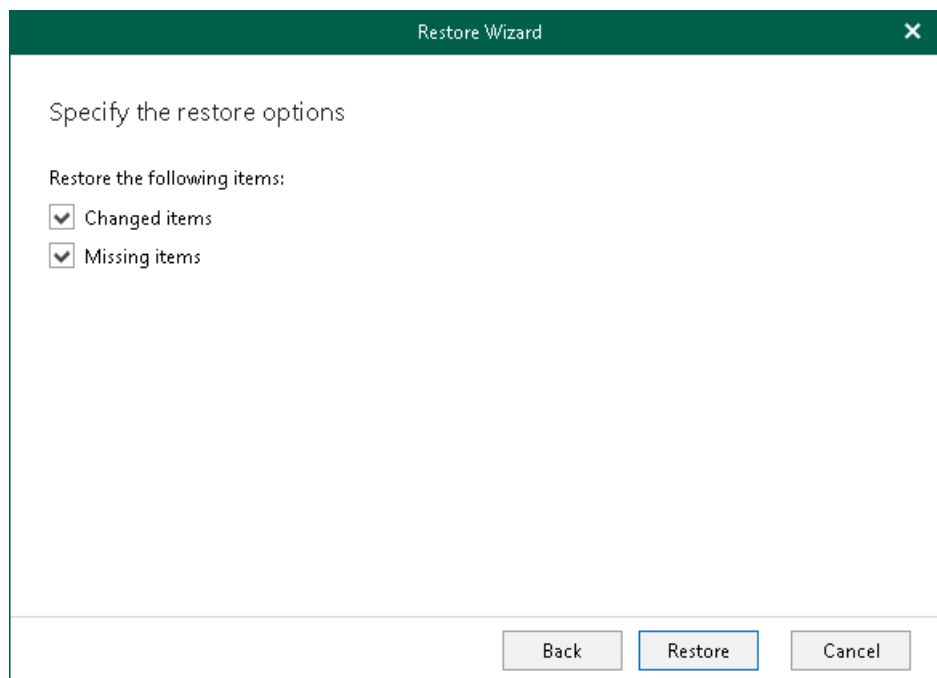 Restore Wizard
Specify the restore options
Restore the following items:
Changed items
Missing items
Back Restore Cancel